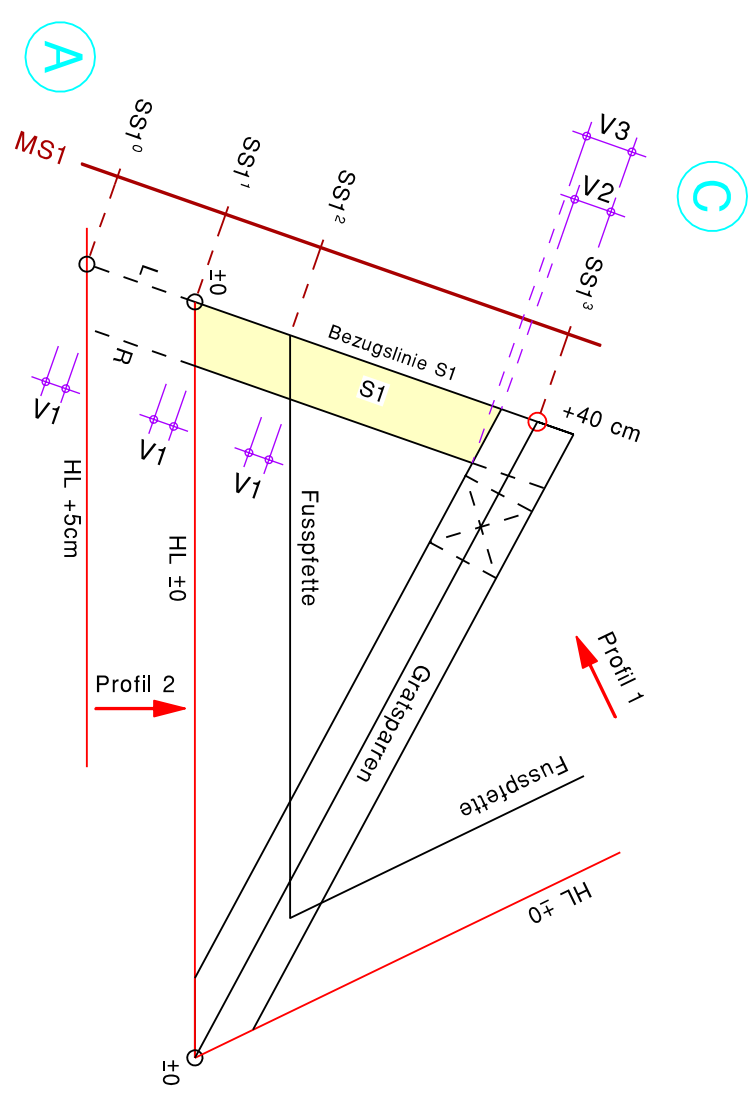 A
C
V3
V2
MS1
SS1⁰
SS1¹
SS1²
SS1³
L
±0
R
Bezugslinie S1
S1
+40 cm
V1
V1
V1
HL +5cm
HL ±0
Fusspfette
Profil 1
Profil 2
Gratsparren
Fusspfette
HL ±0
±0